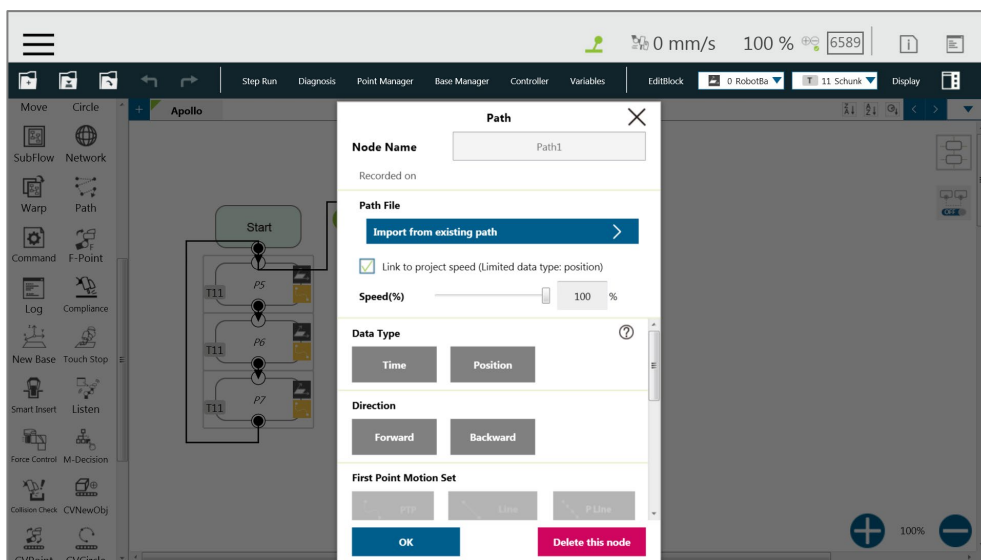 0 mm/s 100 % 6589
Step Run Diagnosis Point Manager Base Manager Controller Variables EditBlock 0 RobotBa T 11 Schunk Display
Move Circle
+ Apollo
SubFlow Network
Warp Path
Command F-Point
Log Compliance
New Base Touch Stop
Smart Insert Listen
Force Control M-Decision
Collision Check CVNewObj
CVPoint CVCircle
Start
P5
T11
P6
T11
P7
T11
Path
Node Name Path1
Recorded on
Path File
Import from existing path
Link to project speed (Limited data type: position)
Speed(%) 100 %
Data Type
Time Position
Direction
Forward Backward
First Point Motion Set
PTP Line P Line
OK Delete this node
OFF
100%